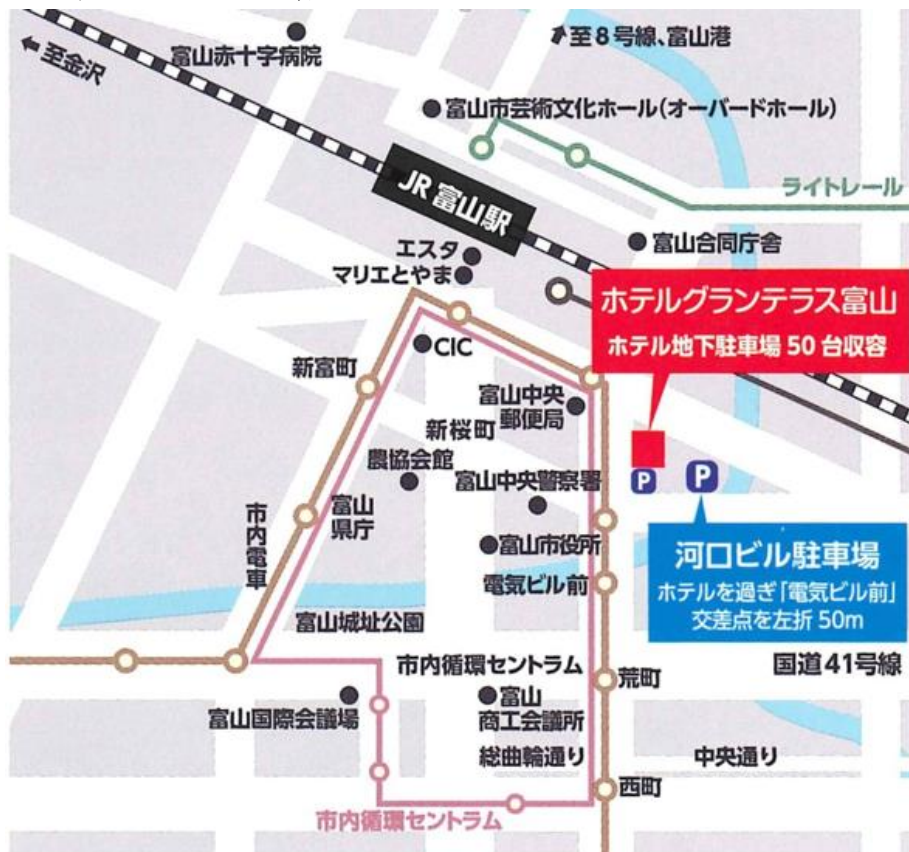 至8号線、富山港
富山赤十字病院
至金沢
富山市芸術文化ホール(オーバードホール)
ライトレール
JR 富山駅
富山合同庁舎
エスタ
マリエとやま
ホテルグランテラス富山
ホテル地下駐車場 50 台収容
CIC
新富町
富山中央
郵便局
新桜町
農協会館
富山中央警察署
P
P
富山
県庁
市内電車
富山市役所
河口ビル駐車場
電気ビル前
ホテルを過ぎ「電気ビル前」
交差点を左折 50m
富山城址公園
市内循環セントラム
国道41号線
荒町
富山国際会議場
富山
商工会議所
総曲輪通り
中央通り
西町
市内循環セントラム